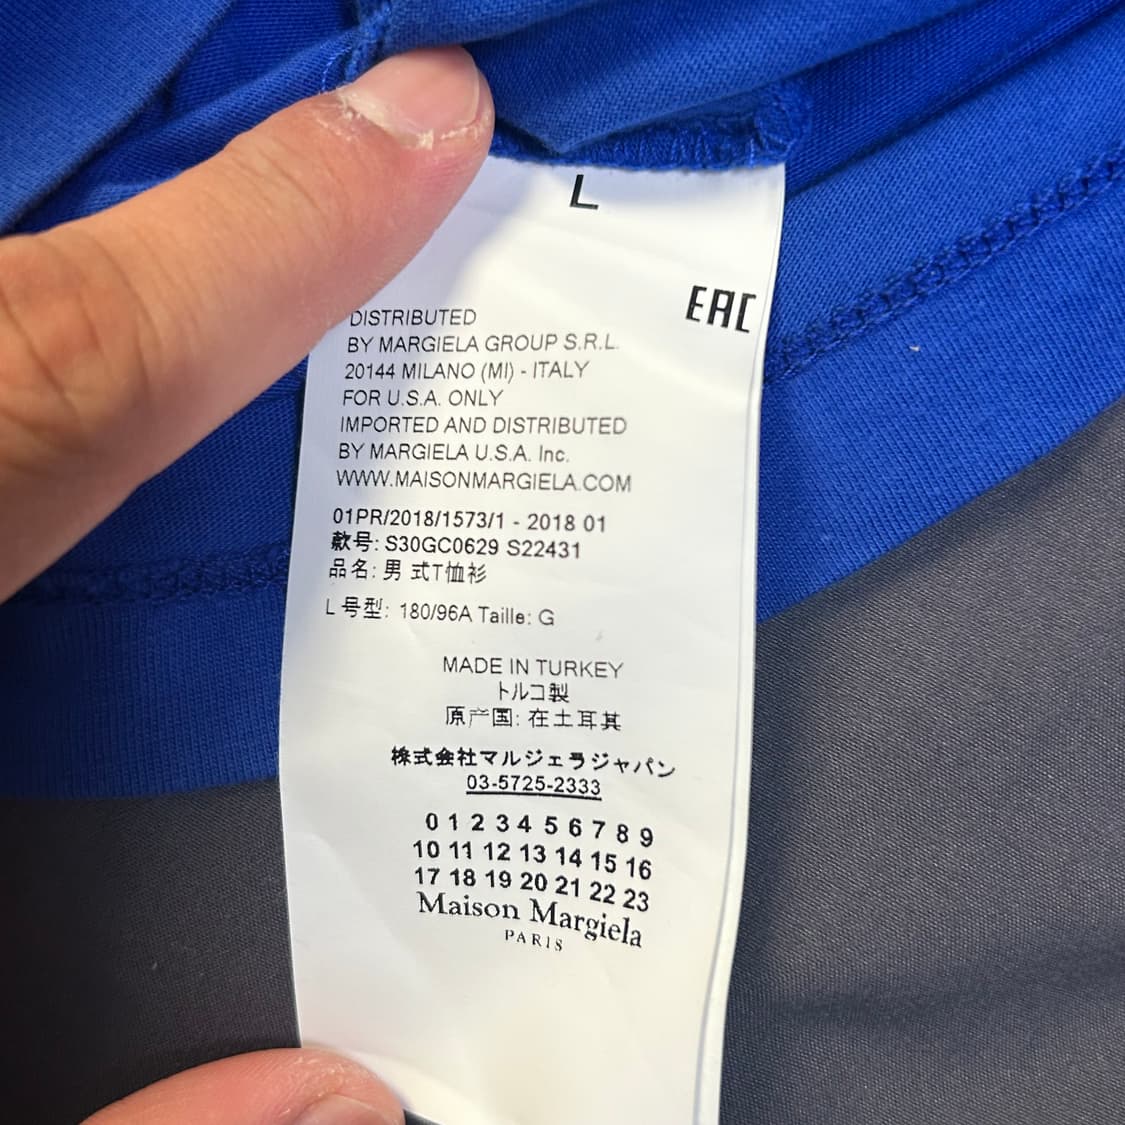 L
EAC
DISTRIBUTED
BY MARGIELA GROUP S.R.L.
20144 MILANO (MI) - ITALY
FOR U.S.A. ONLY
IMPORTED AND DISTRIBUTED
BY MARGIELA U.S.A. Inc.
WWW.MAISONMARGIELA.COM
01PR/2018/1573/1 - 2018 01
款号: S30GC0629 S22431
品名: 男 式T恤衫
L 号型: 180/96A Taille: G
MADE IN TURKEY
トルコ製
原产国: 在土耳其
株式会社マルジェラジャパン
03-5725-2333
0 1 2 3 4 5 6 7 8 9
10 11 12 13 14 15 16
17 18 19 20 21 22 23
Maison Margiela
PARIS